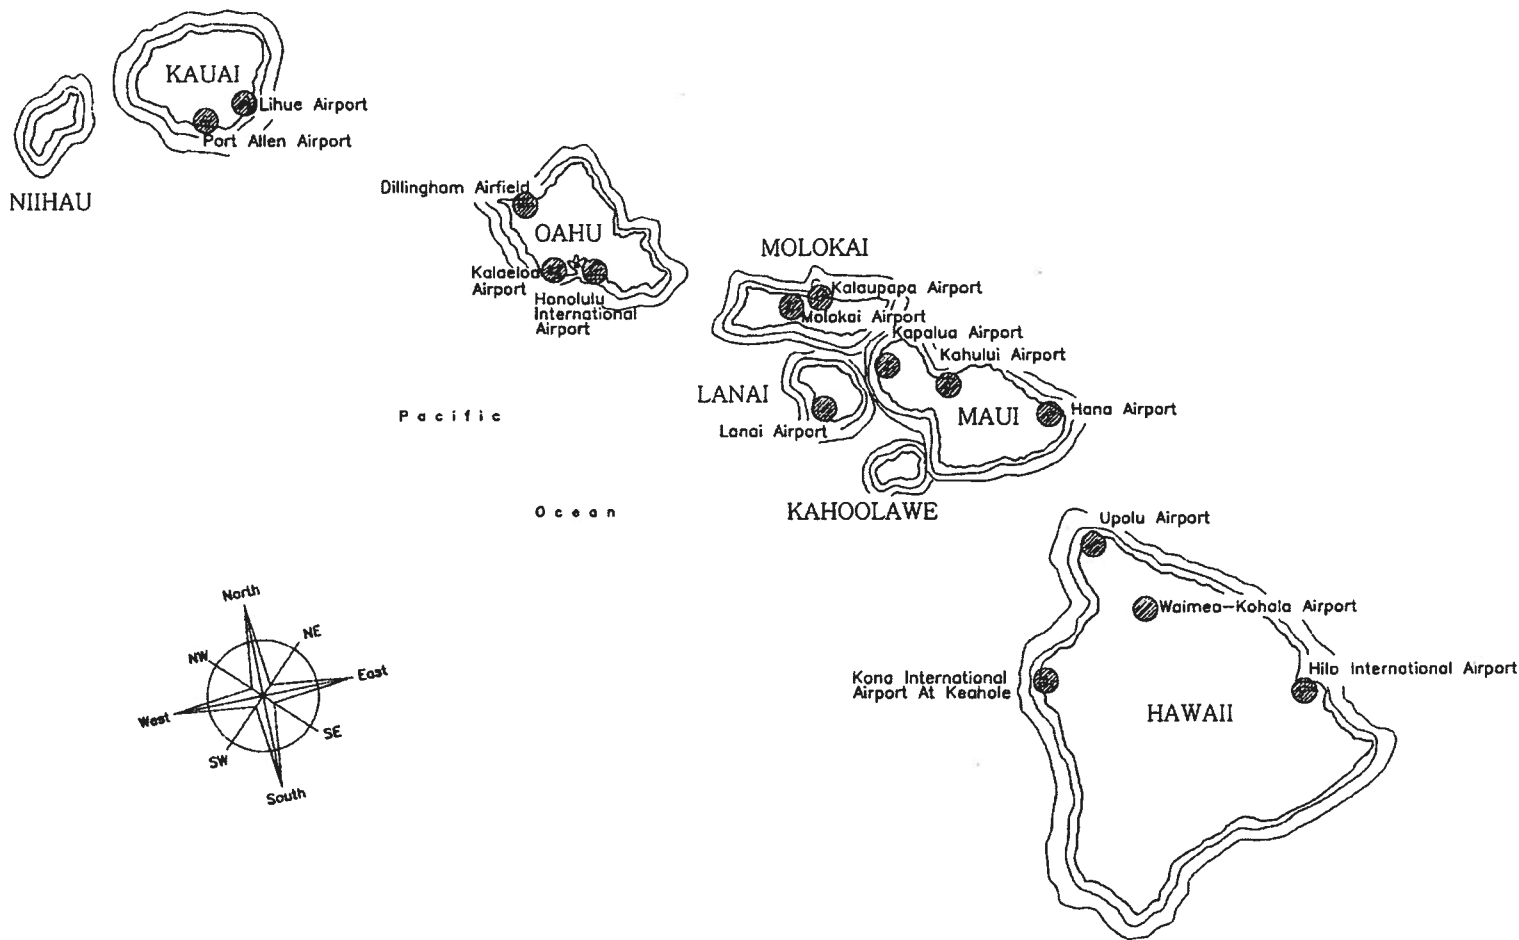 KAUAI
Lihue Airport
Port Allen Airport
NIIHAU
Dillingham Airfield
OAHU
Kalaeloa
Airport
Honolulu
International
Airport
MOLOKAI
Kalaupapa Airport
Molokai Airport
Kapalua Airport
Kahului Airport
LANAI
Lanai Airport
MAUI
Hana Airport
KAHOOLAWE
Pacific
Ocean
Upolu Airport
Waimea-Kohala Airport
Kona International
Airport At Keahole
Hilo International Airport
HAWAII
North
NW
NE
East
West
SE
SW
South